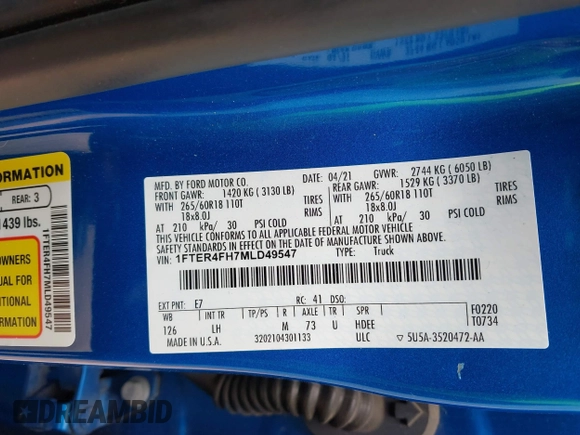 FORMATION
REAR: 3
1439 lbs.
1FTER4FH7MLD49547
OWNERS
UAL FOR
ITIONAL
RMATION
MFD. BY FORD MOTOR CO. 04/21 GVWR: 2744 KG ( 6050 LB)
FRONT GAWR: 1420 KG ( 3130 LB) REAR GAWR: 1529 KG ( 3370 LB)
WITH 265/60R18 110T TIRES WITH 265/60R18 110T TIRES
18x8.0J RIMS 18x8.0J RIMS
AT 210 kPa/ 30 PSI COLD AT 210 kPa/ 30 PSI COLD
THIS VEHICLE CONFORMS TO ALL APPLICABLE FEDERAL MOTOR VEHICLE
SAFETY STANDARDS IN EFFECT ON THE DATE OF MANUFACTURE SHOWN ABOVE.
VIN: 1FTER4FH7MLD49547 TYPE: Truck
EXT PNT: E7 RC: 41 DSO: F0220
WB INT TR TP/PS R AXLE TR SPR T0734
126 LH M 73 U HDEE
MADE IN U.S.A. 3202104301133 ULC 5U5A-3520472-AA
DREAMBID